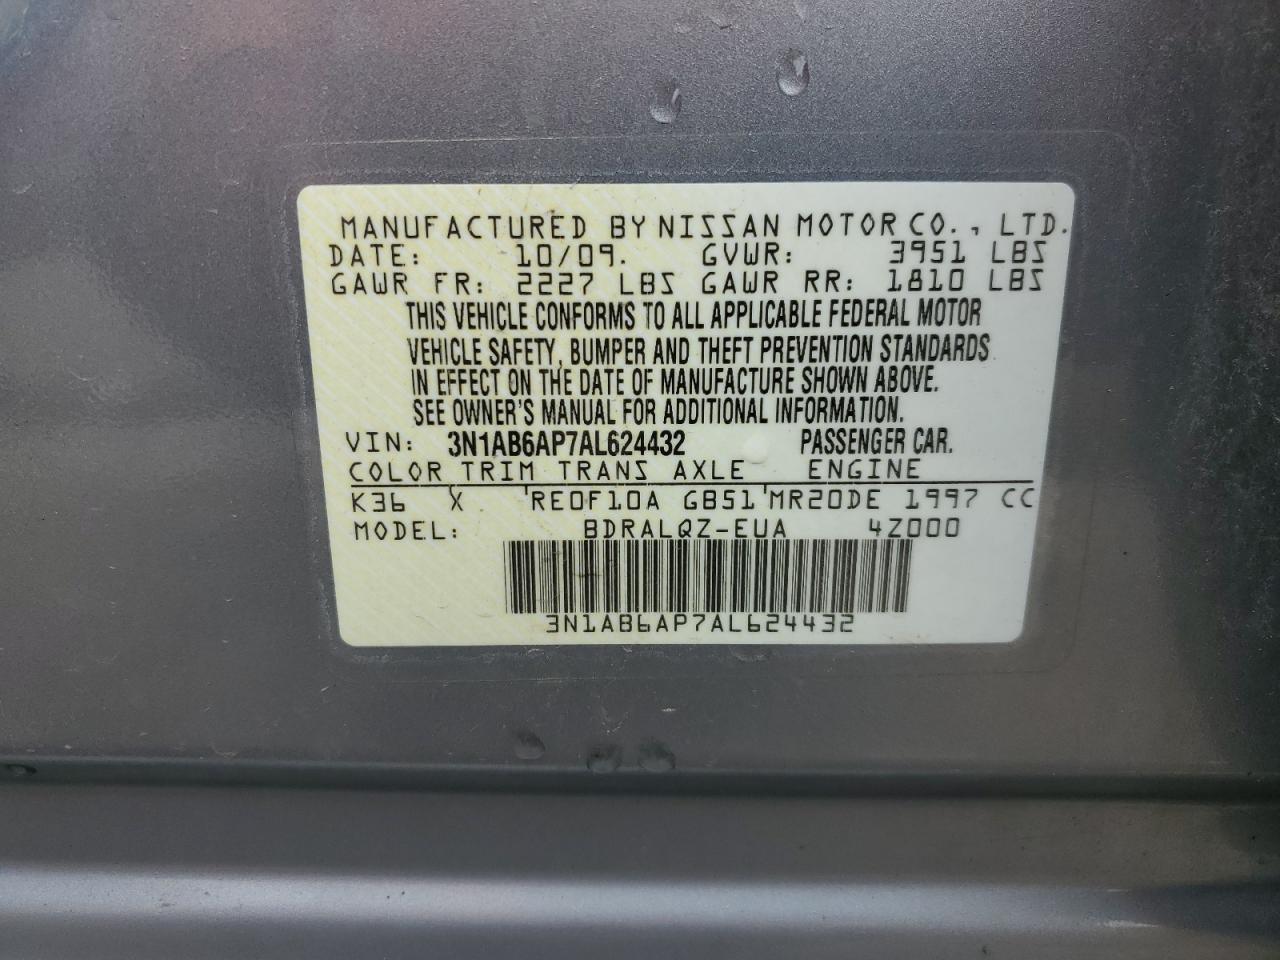 MANUFACTURED BY NISSAN MOTOR CO., LTD.
DATE: 10/09. GVWR: 3951 LBS
GAWR FR: 2227 LBS GAWR RR: 1810 LBS
THIS VEHICLE CONFORMS TO ALL APPLICABLE FEDERAL MOTOR
VEHICLE SAFETY, BUMPER AND THEFT PREVENTION STANDARDS
IN EFFECT ON THE DATE OF MANUFACTURE SHOWN ABOVE.
SEE OWNER'S MANUAL FOR ADDITIONAL INFORMATION.
VIN: 3N1AB6AP7AL624432 PASSENGER CAR.
COLOR TRIM TRANS AXLE ENGINE
K36 X RE0F10A GB51 MR20DE 1997 CC
MODEL: BDRALQZ-EUA 4Z000
3N1AB6AP7AL624432